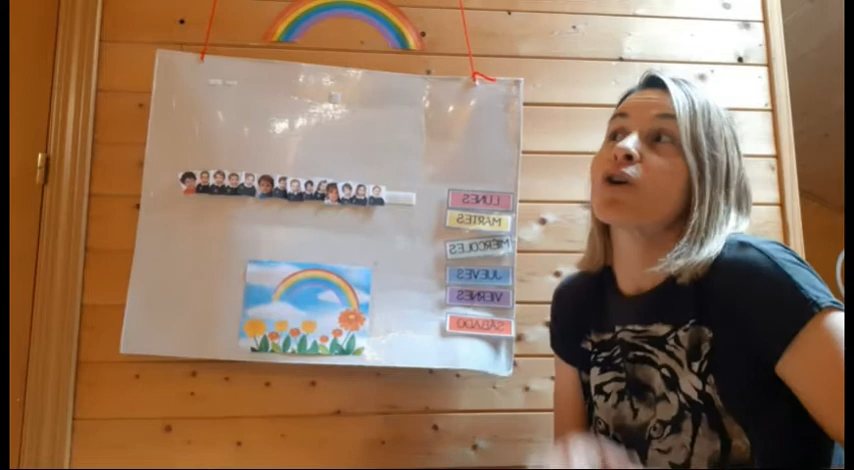 LUNES
MARTES
MIÉRCOLES
JUEVES
VIERNES
SÁBADO